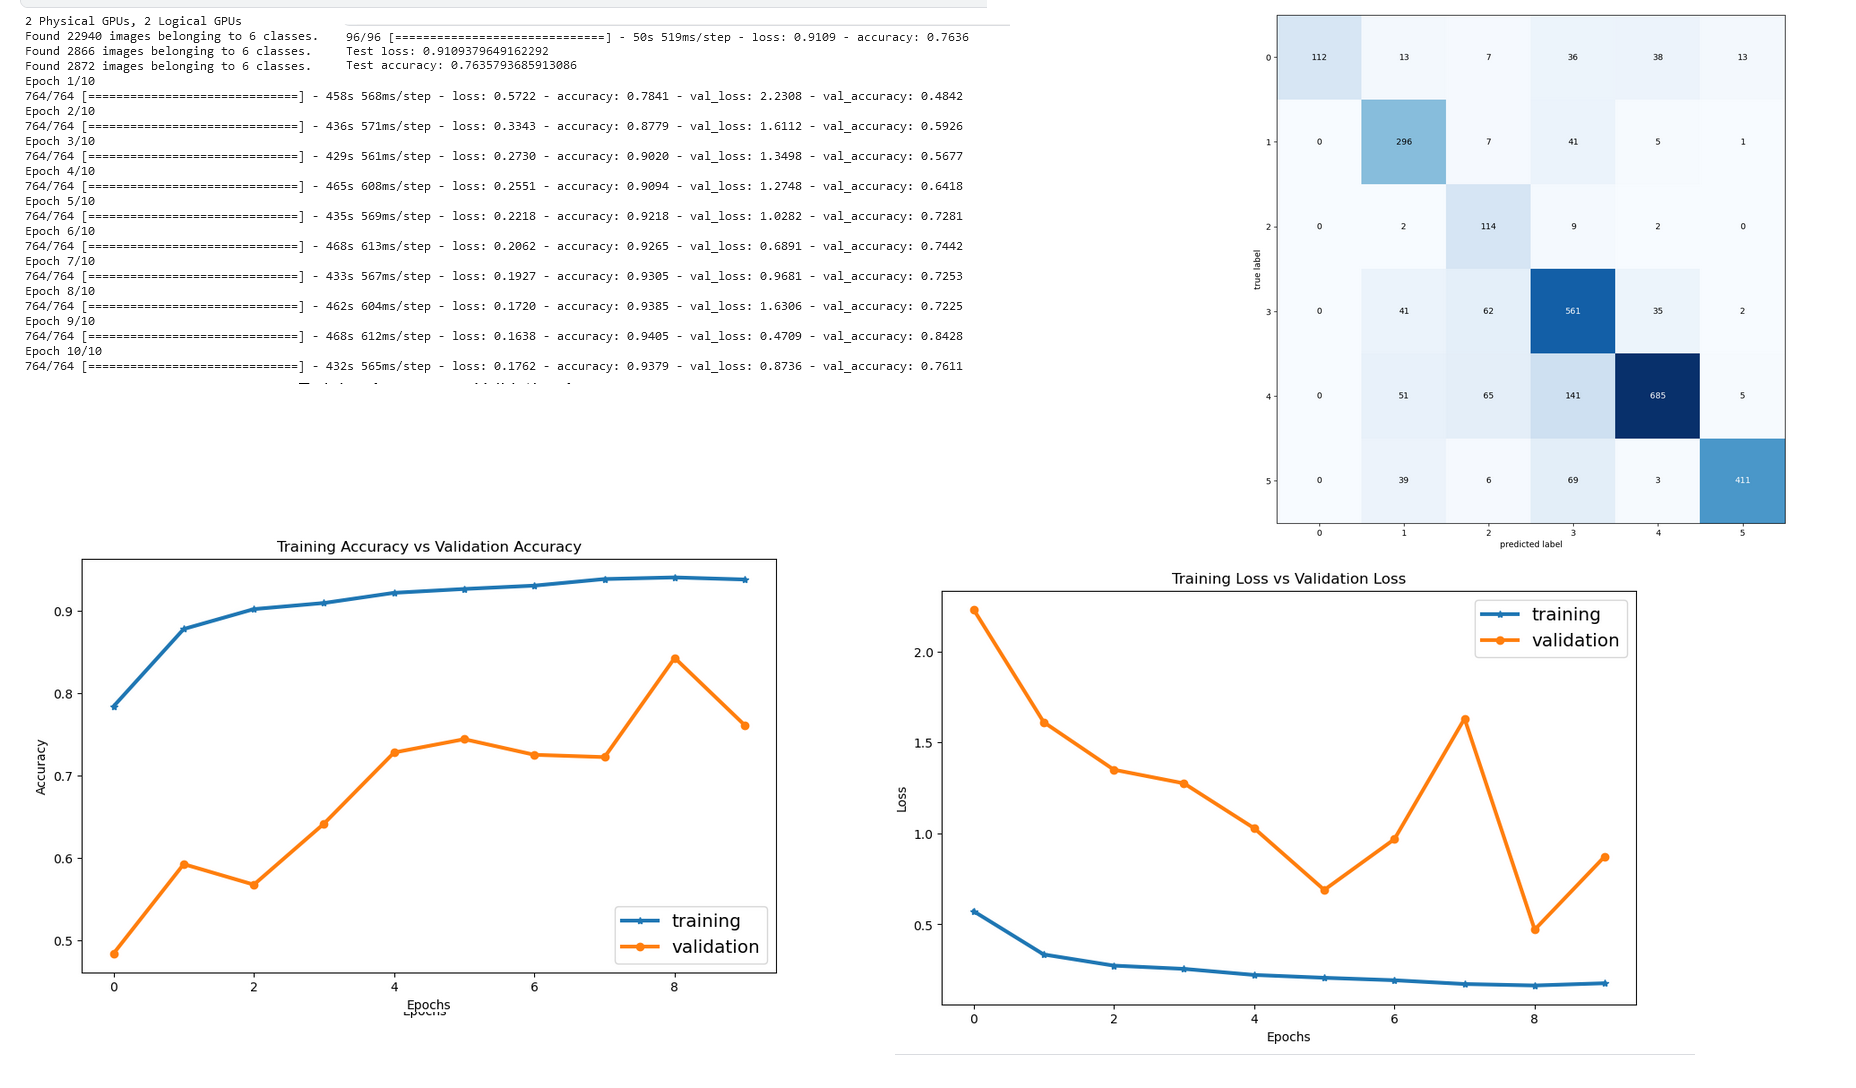 2 Physical GPUs, 2 Logical GPUs
Found 22940 images belonging to 6 classes.
Found 2866 images belonging to 6 classes.
Found 2872 images belonging to 6 classes.
96/96 [==============================] - 50s 519ms/step - loss: 0.9109 - accuracy: 0.7636
Test loss: 0.9109379649162292
Test accuracy: 0.7635793685913086
Epoch 1/10
764/764 [==============================] - 458s 568ms/step - loss: 0.5722 - accuracy: 0.7841 - val_loss: 2.2308 - val_accuracy: 0.4842
Epoch 2/10
764/764 [==============================] - 436s 571ms/step - loss: 0.3343 - accuracy: 0.8779 - val_loss: 1.6112 - val_accuracy: 0.5926
Epoch 3/10
764/764 [==============================] - 429s 561ms/step - loss: 0.2730 - accuracy: 0.9020 - val_loss: 1.3498 - val_accuracy: 0.5677
Epoch 4/10
764/764 [==============================] - 465s 608ms/step - loss: 0.2551 - accuracy: 0.9094 - val_loss: 1.2748 - val_accuracy: 0.6418
Epoch 5/10
764/764 [==============================] - 435s 569ms/step - loss: 0.2218 - accuracy: 0.9218 - val_loss: 1.0282 - val_accuracy: 0.7281
Epoch 6/10
764/764 [==============================] - 468s 613ms/step - loss: 0.2062 - accuracy: 0.9265 - val_loss: 0.6891 - val_accuracy: 0.7442
Epoch 7/10
764/764 [==============================] - 433s 567ms/step - loss: 0.1927 - accuracy: 0.9305 - val_loss: 0.9681 - val_accuracy: 0.7253
Epoch 8/10
764/764 [==============================] - 462s 604ms/step - loss: 0.1720 - accuracy: 0.9385 - val_loss: 1.6306 - val_accuracy: 0.7225
Epoch 9/10
764/764 [==============================] - 468s 612ms/step - loss: 0.1638 - accuracy: 0.9405 - val_loss: 0.4709 - val_accuracy: 0.8428
Epoch 10/10
764/764 [==============================] - 432s 565ms/step - loss: 0.1762 - accuracy: 0.9379 - val_loss: 0.8736 - val_accuracy: 0.7611
true label
0 112 13 7 36 38 13
1 0 296 7 41 5 1
2 0 2 114 9 2 0
3 0 41 62 561 35 2
4 0 51 65 141 685 5
5 0 39 6 69 3 411
0 1 2 3 4 5
predicted label
Training Accuracy vs Validation Accuracy
Accuracy
0.9
0.8
0.7
0.6
0.5
training
validation
0 2 4 6 8
Epochs
Epochs
Training Loss vs Validation Loss
training
validation
Loss
2.0
1.5
1.0
0.5
0 2 4 6 8
Epochs